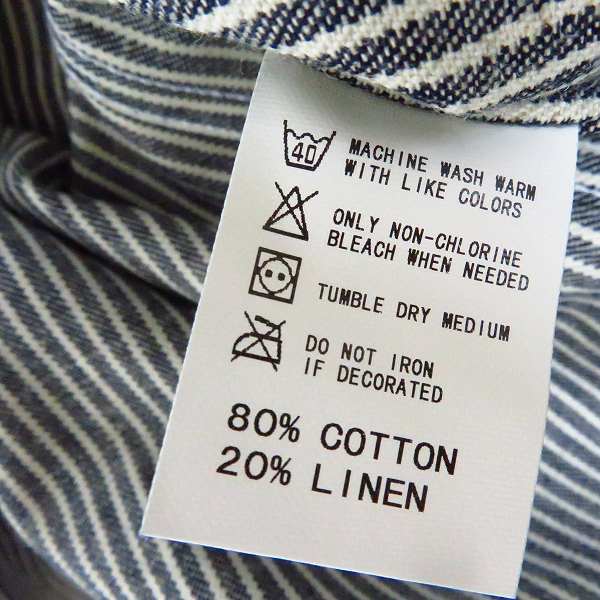 40 MACHINE WASH WARM
WITH LIKE COLORS
ONLY NON-CHLORINE
BLEACH WHEN NEEDED
TUMBLE DRY MEDIUM
DO NOT IRON
IF DECORATED
80% COTTON
20% LINEN